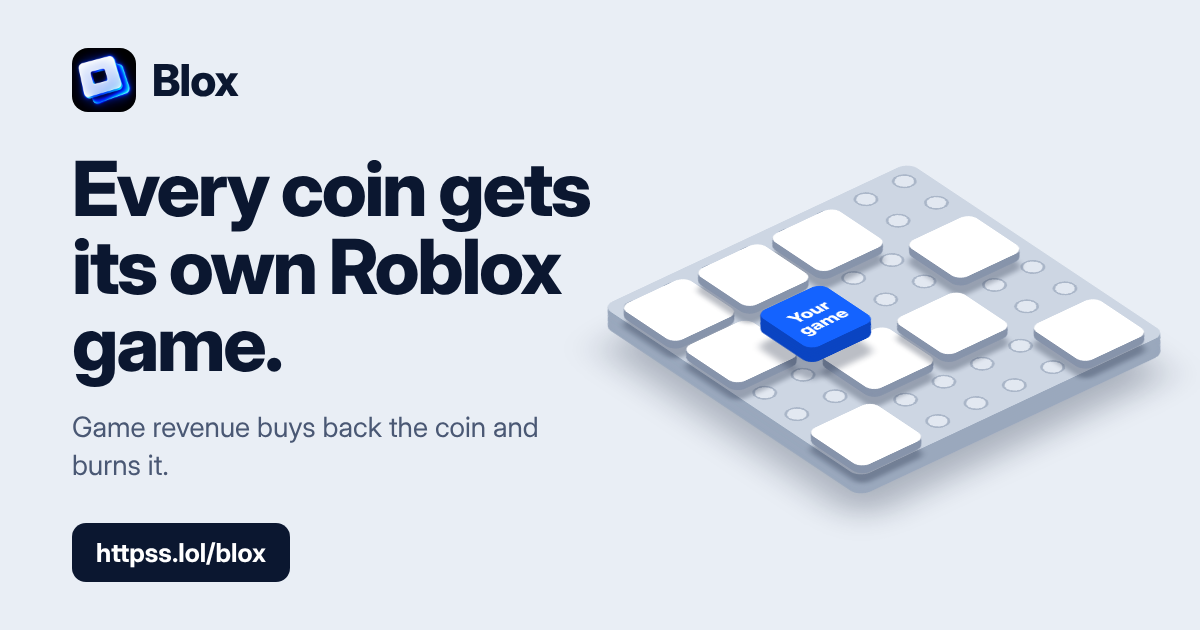 Blox
Every coin gets
its own Roblox
game.
Game revenue buys back the coin and
burns it.
httpss.lol/blox
Your
game